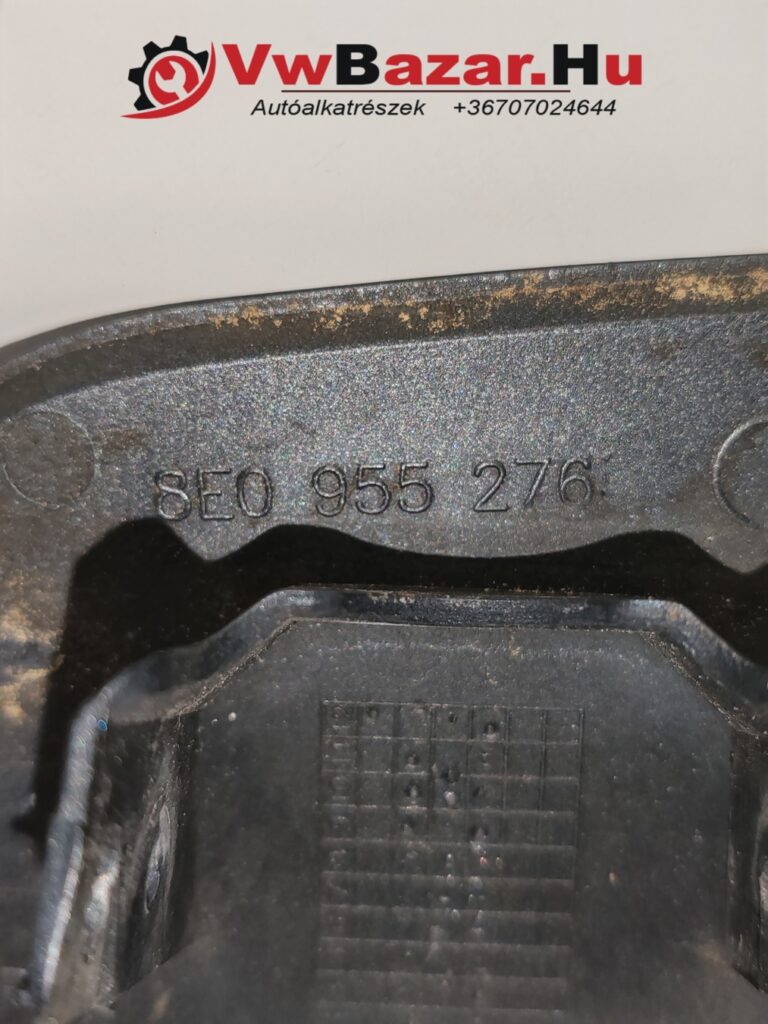 VwBazar.Hu
Autóalkatrészek +36707024644
8E0 955 276